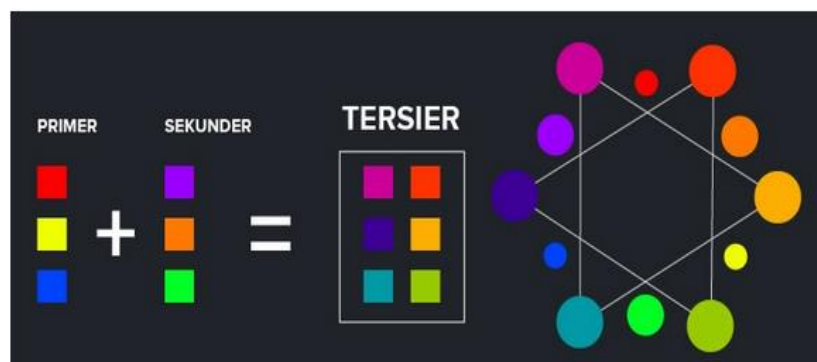 PRIMER
SEKUNDER
TERSIER
+
=